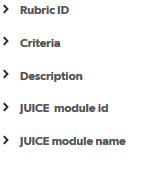 Rubric ID
Criteria
Description
JUICE  module id
JUICE module name